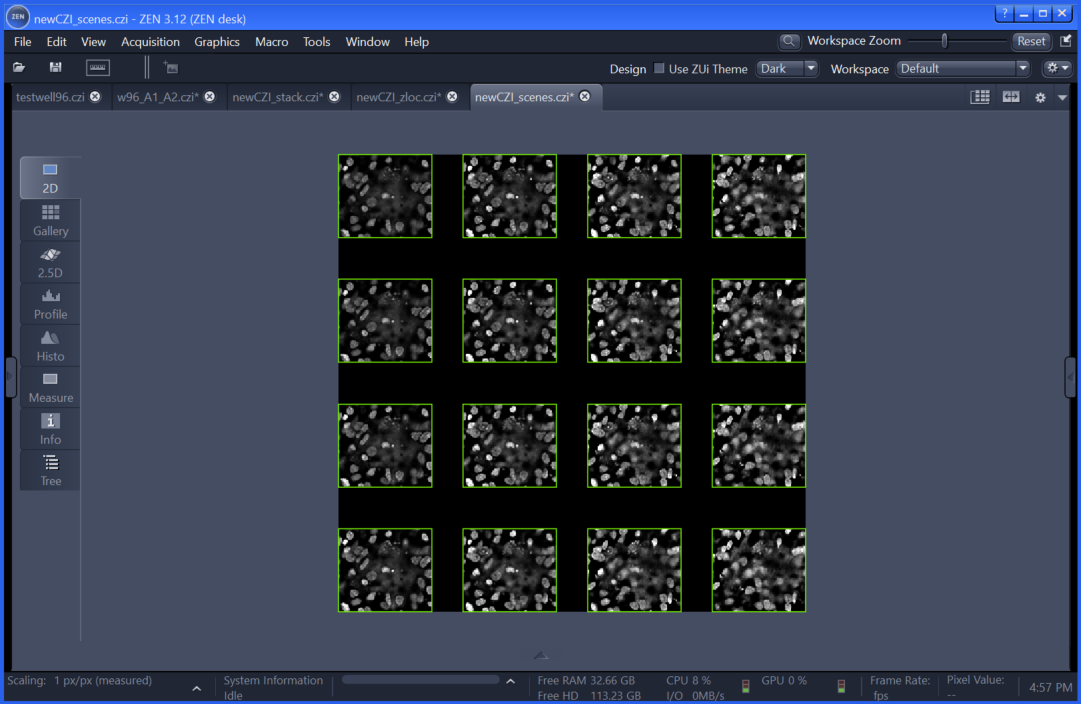 ZEN newCZI_scenes.czi - ZEN 3.12 (ZEN desk)
File Edit View Acquisition Graphics Macro Tools Window Help Workspace Zoom Reset
Design Use ZUi Theme Dark Workspace Default
testwell96.czi w96_A1_A2.czi* newCZI_stack.czi* newCZI_zloc.czi* newCZI_scenes.czi*
2D
Gallery
2.5D
Profile
Histo
Measure
Info
Tree
Scaling: 1 px/px (measured) System Information Free RAM 32.66 GB CPU 8 % GPU 0 % Frame Rate: Pixel Value: 4:57 PM
Idle Free HD 113.23 GB I/O 0MB/s fps --